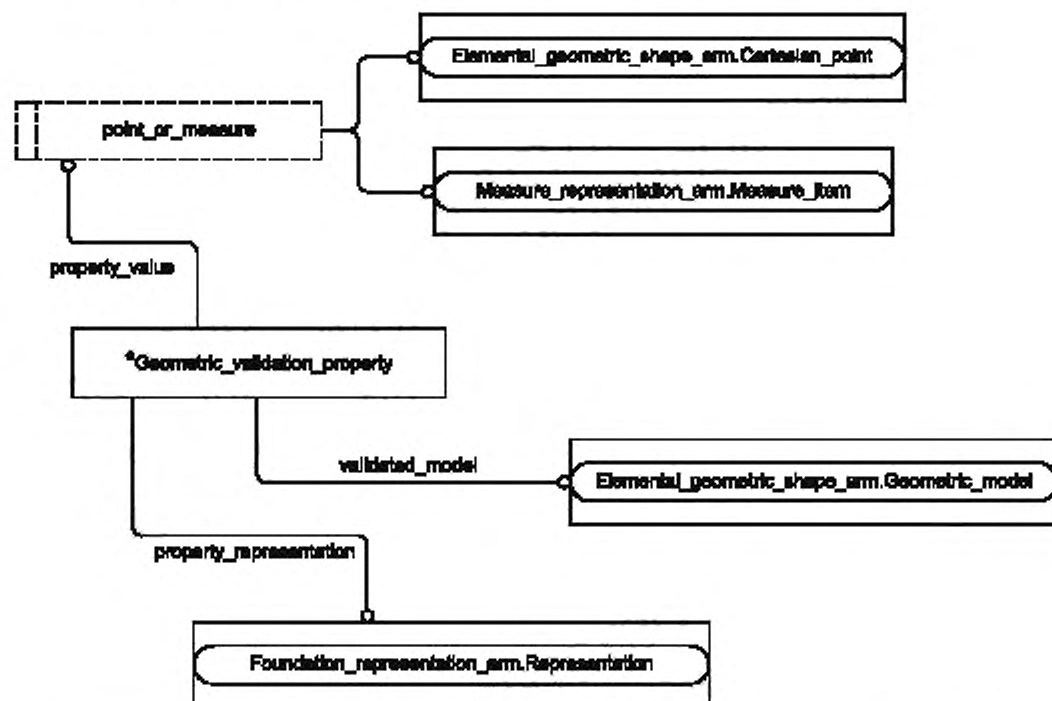 Elemental_geometric_shape_arm.Cartesian_point
point_or_measure
Measure_representation_arm.Measure_item
property_value
*Geometric_validation_property
validated_model
Elemental_geometric_shape_arm.Geometric_model
property_representation
Foundation_representation_arm.Representation